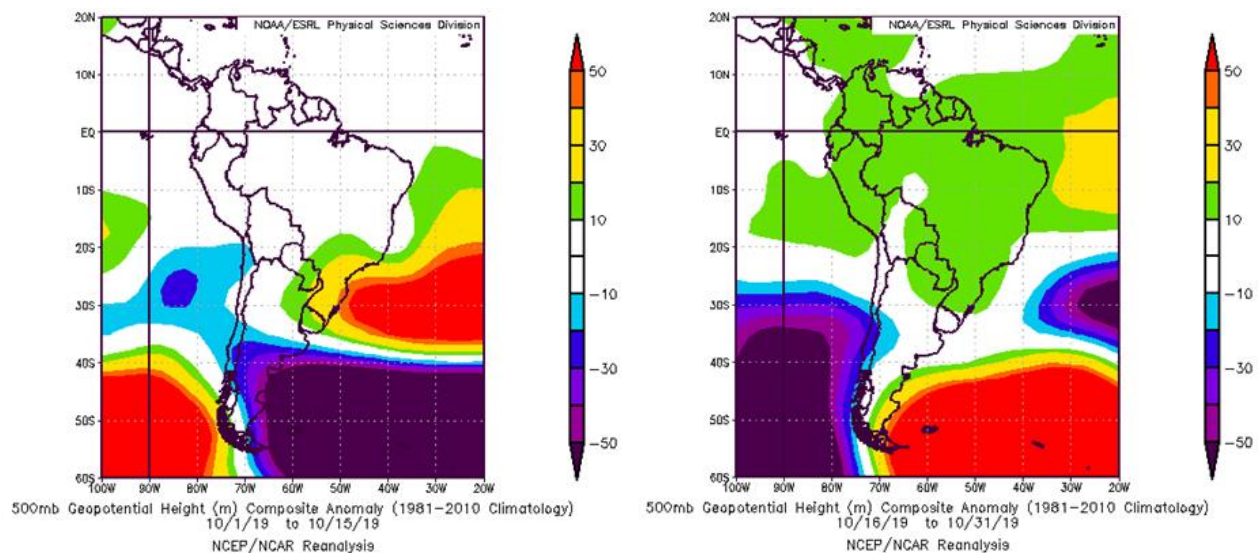 NOAA/ESRL Physical Sciences Division
20N
10N
EQ
10S
20S
30S
40S
50S
60S
100W 90W 80W 70W 60W 50W 40W 30W 20W
50
30
10
-10
-30
-50
500mb Geopotential Height (m) Composite Anomaly (1981-2010 Climatology)
10/1/19 to 10/15/19
NCEP/NCAR Reanalysis
NOAA/ESRL Physical Sciences Division
20N
10N
EQ
10S
20S
30S
40S
50S
60S
100W 90W 80W 70W 60W 50W 40W 30W 20W
50
30
10
-10
-30
-50
500mb Geopotential Height (m) Composite Anomaly (1981-2010 Climatology)
10/16/19 to 10/31/19
NCEP/NCAR Reanalysis